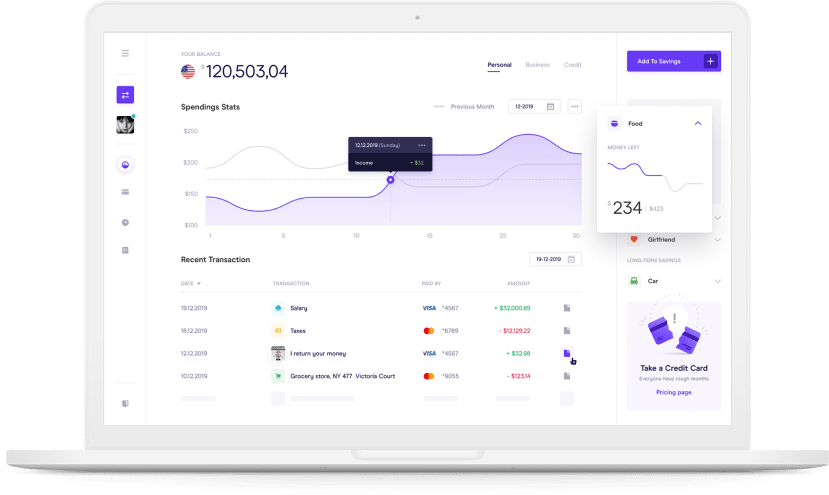 YOUR BALANCE
$ 120,503,04
Personal Business Credit
Add To Savings
Spendings Stats
Previous Month
12-2019
$250
$200
$150
$100
12.12.2019 (Sunday)
Income + $32
1 5 10 15 25 30
Food
MONEY LEFT
$ 234 | $423
Girlfriend
LONG-TERM SAVINGS
Car
Recent Transaction
19-12-2019
DATE TRANSACTION PAID BY AMOUNT
19.12.2019 Salary VISA *4567 + $32,000.89
16.12.2019 Taxes *6789 - $12,129.22
12.12.2019 I return your money VISA *4567 + $32.98
10.12.2019 Grocery store, NY 477 Victoria Court *9055 - $123.14
!
Take a Credit Card
Everyone have rough months
Pricing page